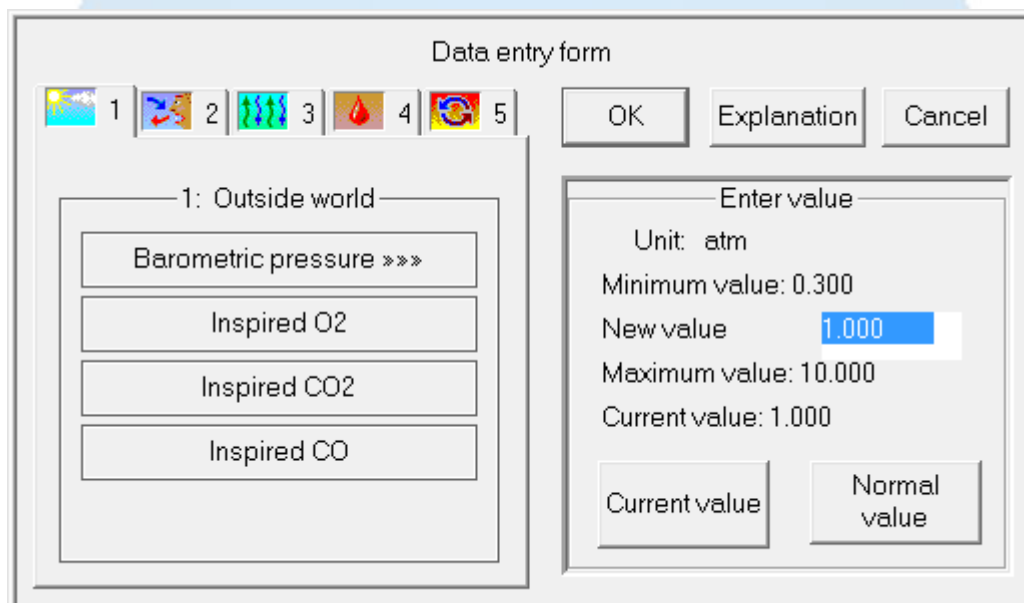 Data entry form
1 2 3 4 5
OK Explanation Cancel
1: Outside world
Barometric pressure »»»
Inspired O2
Inspired CO2
Inspired CO
Enter value
Unit: atm
Minimum value: 0.300
New value 1.000
Maximum value: 10.000
Current value: 1.000
Current value
Normal
value